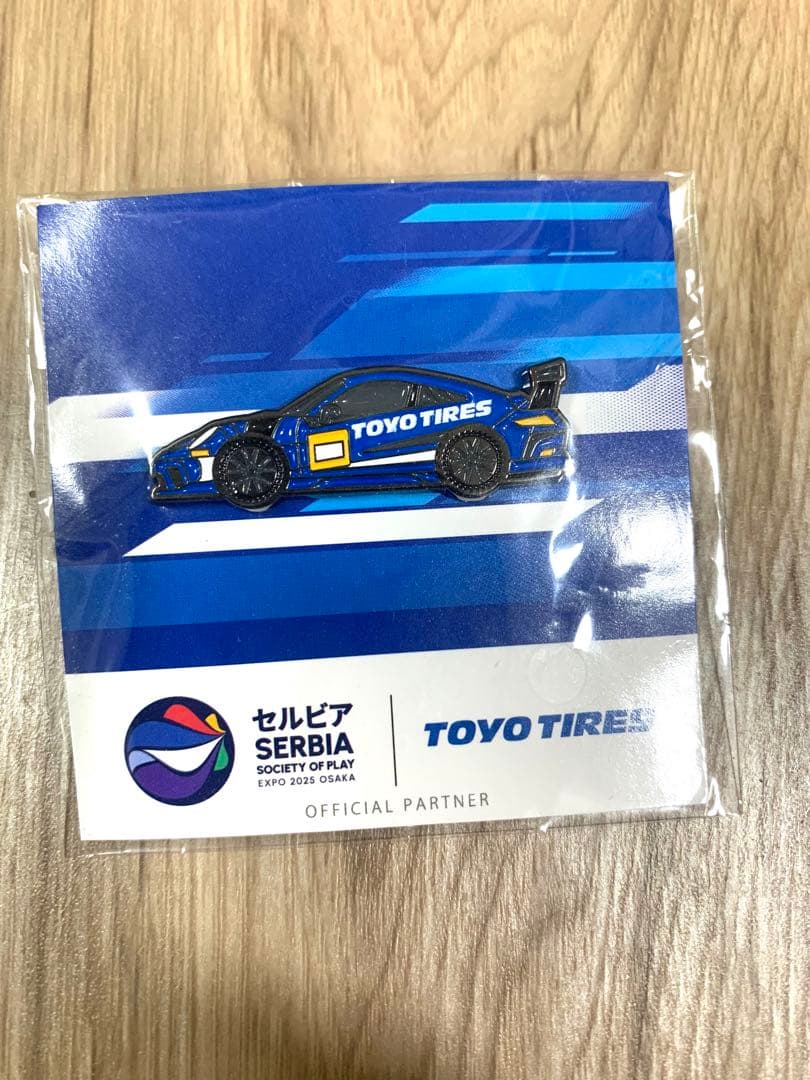 TOYO TIRES
セルビア
SERBIA
SOCIETY OF PLAY
EXPO 2025 OSAKA
TOYO TIRES
OFFICIAL PARTNER